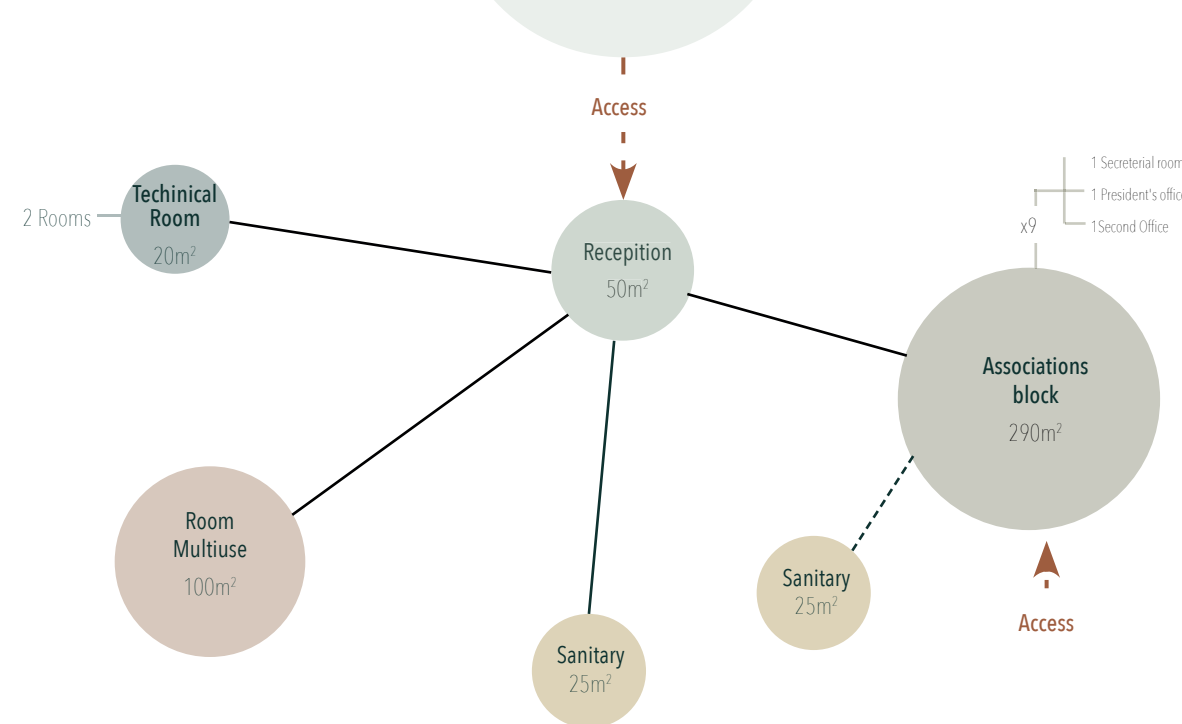 Access
1 Secreterial room
1 President's office
1Second Office
x9
Techinical
Room
20m²
2 Rooms
Recepition
50m²
Associations
block
290m²
Room
Multiuse
100m²
Sanitary
25m²
Access
Sanitary
25m²